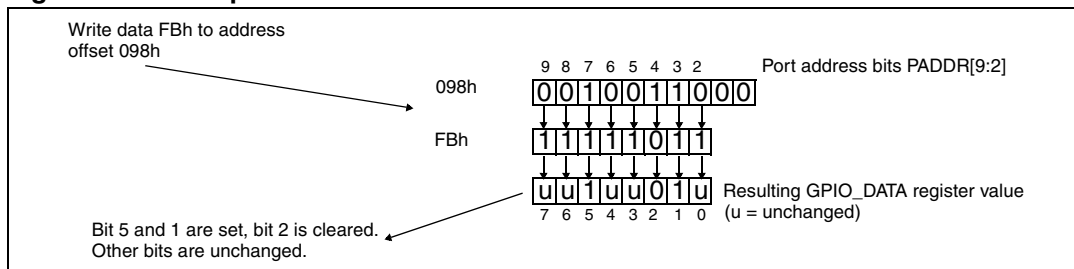 Write data FBh to address
offset 098h
9 8 7 6 5 4 3 2 Port address bits PADDR[9:2]
098h 0 0 1 0 0 1 1 0 0 0
FBh 1 1 1 1 1 0 1 1
u u 1 u u 0 1 u Resulting GPIO_DATA register value
7 6 5 4 3 2 1 0 (u = unchanged)
Bit 5 and 1 are set, bit 2 is cleared.
Other bits are unchanged.